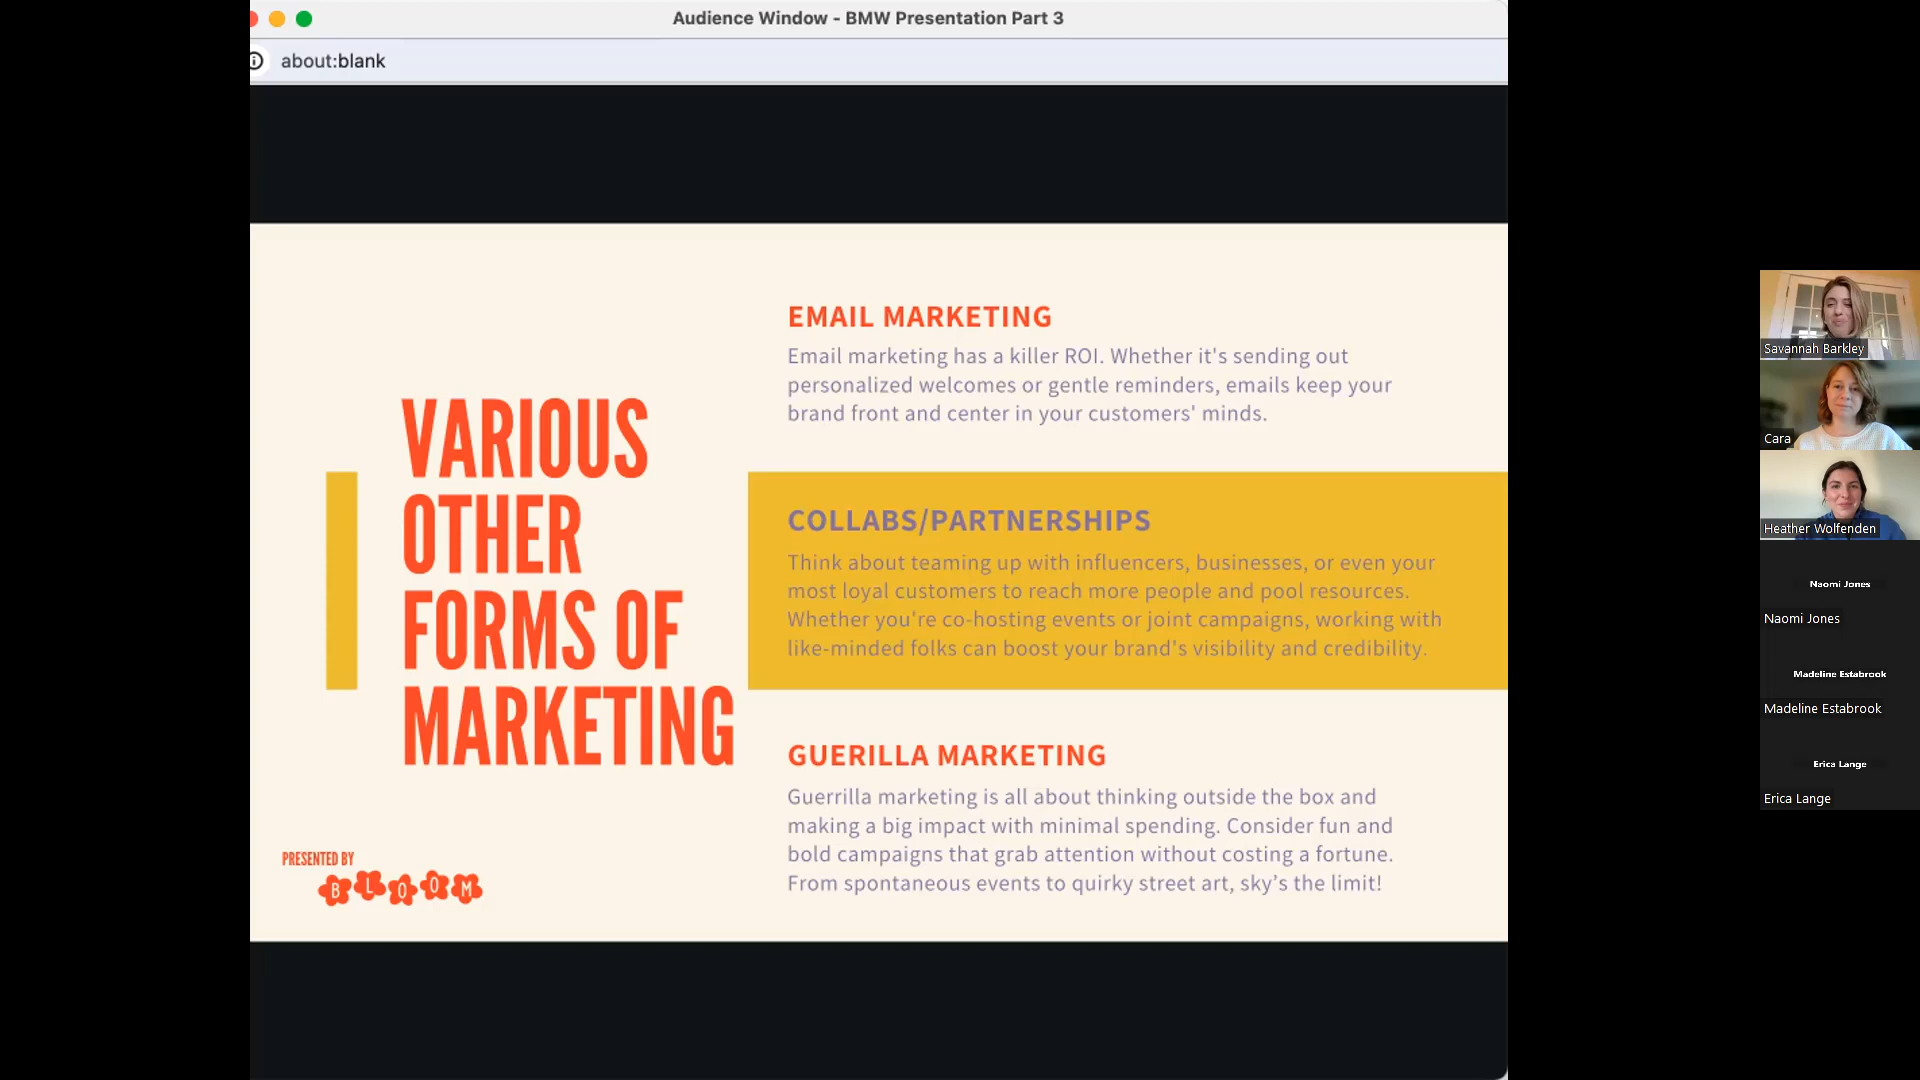 Audience Window - BMW Presentation Part 3
about:blank
VARIOUS
OTHER
FORMS OF
MARKETING
EMAIL MARKETING
Email marketing has a killer ROI. Whether it's sending out
personalized welcomes or gentle reminders, emails keep your
brand front and center in your customers' minds.
COLLABS/PARTNERSHIPS
Think about teaming up with influencers, businesses, or even your
most loyal customers to reach more people and pool resources.
Whether you're co-hosting events or joint campaigns, working with
like-minded folks can boost your brand's visibility and credibility.
GUERILLA MARKETING
Guerrilla marketing is all about thinking outside the box and
making a big impact with minimal spending. Consider fun and
bold campaigns that grab attention without costing a fortune.
From spontaneous events to quirky street art, sky’s the limit!
PRESENTED BY
BLOOM
Savannah Barkley
Cara
Heather Wolfenden
Naomi Jones
Naomi Jones
Madeline Estabrook
Madeline Estabrook
Erica Lange
Erica Lange